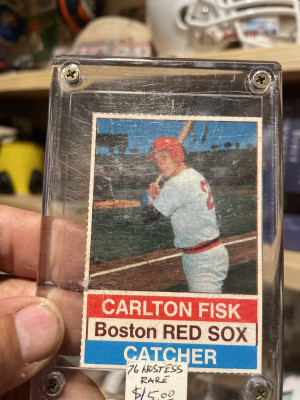 CARLTON FISK
Boston RED SOX
CATCHER
76 HOSTESS
RARE
$15.00